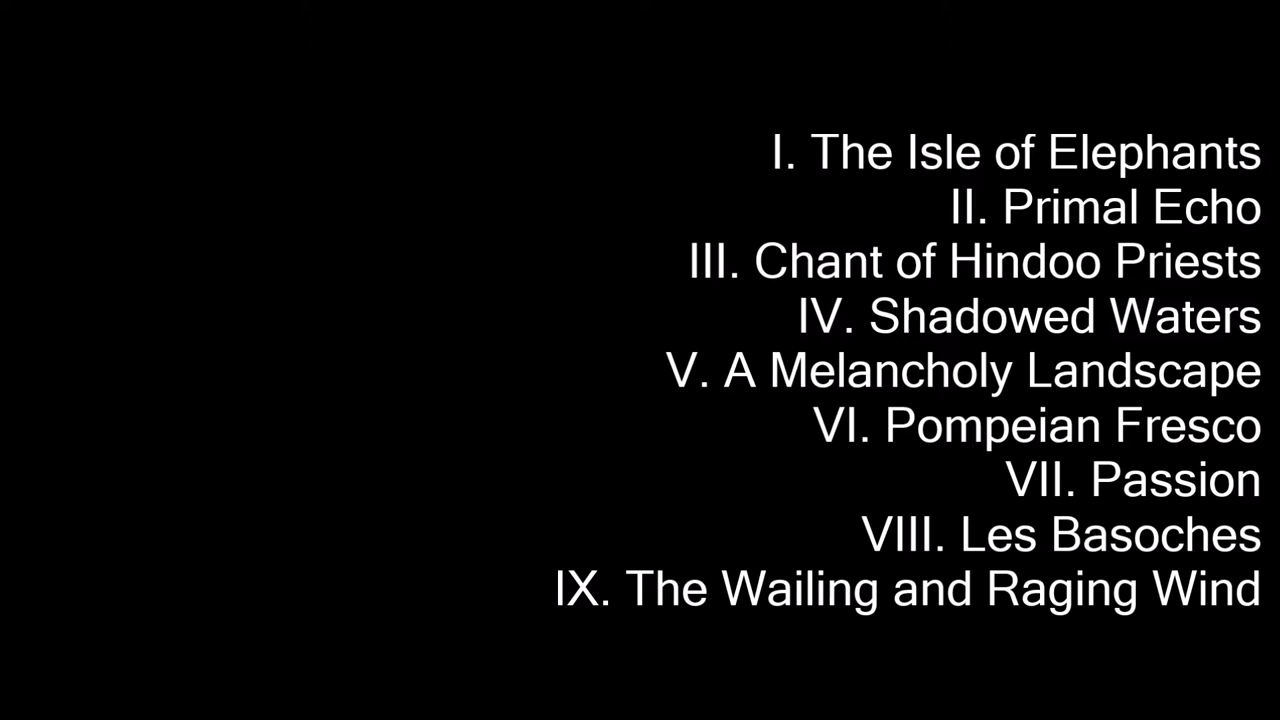 I. The Isle of Elephants
II. Primal Echo
III. Chant of Hindoo Priests
IV. Shadowed Waters
V. A Melancholy Landscape
VI. Pompeian Fresco
VII. Passion
VIII. Les Basoches
IX. The Wailing and Raging Wind